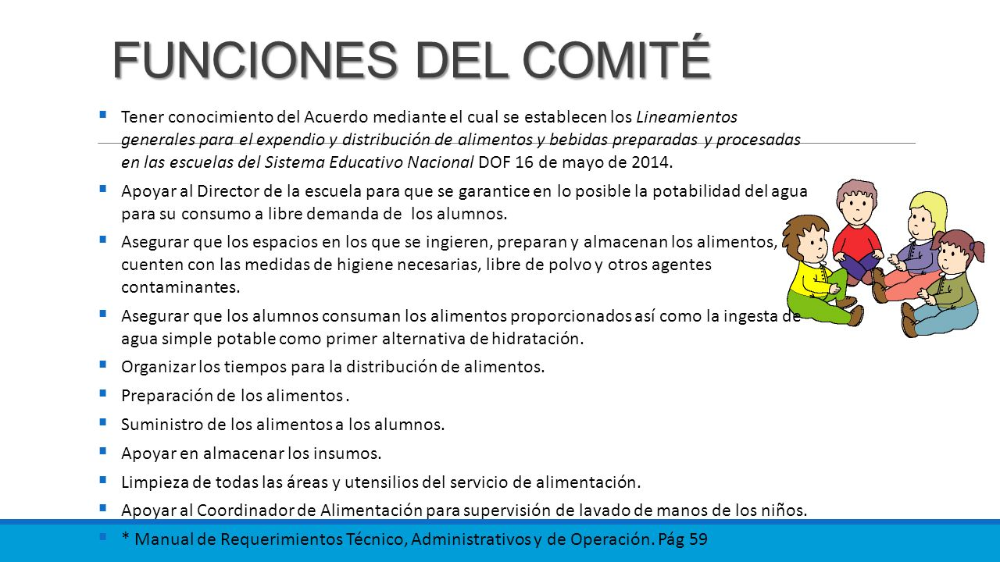 FUNCIONES DEL COMITÉ
▪ Tener conocimiento del Acuerdo mediante el cual se establecen los Lineamientos
generales para el expendio y distribución de alimentos y bebidas preparadas y procesadas
en las escuelas del Sistema Educativo Nacional DOF 16 de mayo de 2014.
▪ Apoyar al Director de la escuela para que se garantice en lo posible la potabilidad del agua
para su consumo a libre demanda de los alumnos.
▪ Asegurar que los espacios en los que se ingieren, preparan y almacenan los alimentos,
cuenten con las medidas de higiene necesarias, libre de polvo y otros agentes
contaminantes.
▪ Asegurar que los alumnos consuman los alimentos proporcionados así como la ingesta de
agua simple potable como primer alternativa de hidratación.
▪ Organizar los tiempos para la distribución de alimentos.
▪ Preparación de los alimentos .
▪ Suministro de los alimentos a los alumnos.
▪ Apoyar en almacenar los insumos.
▪ Limpieza de todas las áreas y utensilios del servicio de alimentación.
▪ Apoyar al Coordinador de Alimentación para supervisión de lavado de manos de los niños.
▪ * Manual de Requerimientos Técnico, Administrativos y de Operación. Pág 59